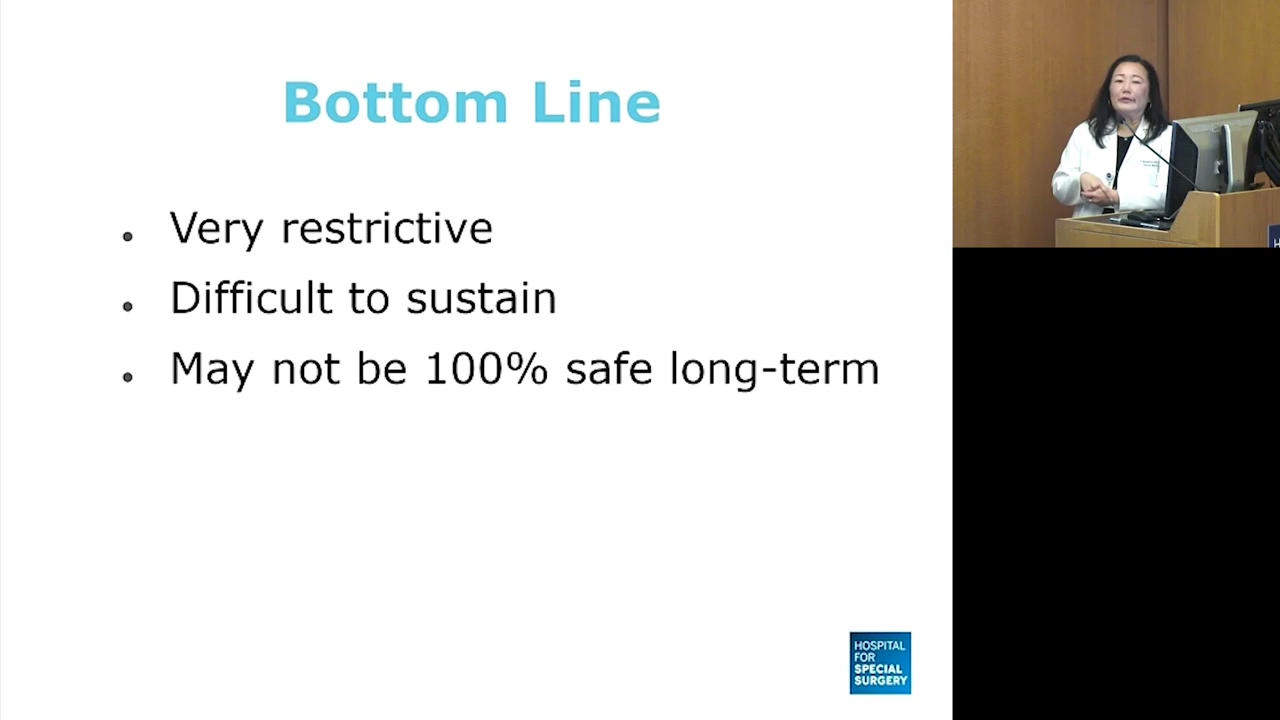 Bottom Line
• Very restrictive
• Difficult to sustain
• May not be 100% safe long-term
HOSPITAL
FOR
SPECIAL
SURGERY